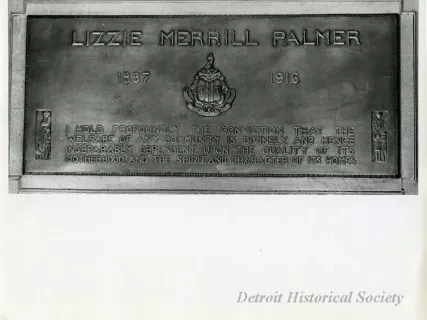 LIZZIE MERRILL PALMER
1837 1916
I HOLD PROFOUNDLY THE CONVICTION THAT THE
WELFARE OF ANY COMMUNITY IS DIVINELY AND HENCE
INSEPARABLY DEPENDENT UPON THE QUALITY OF ITS
MOTHERHOOD AND THE SPIRIT AND CHARACTER OF ITS HOMES
Detroit Historical Society